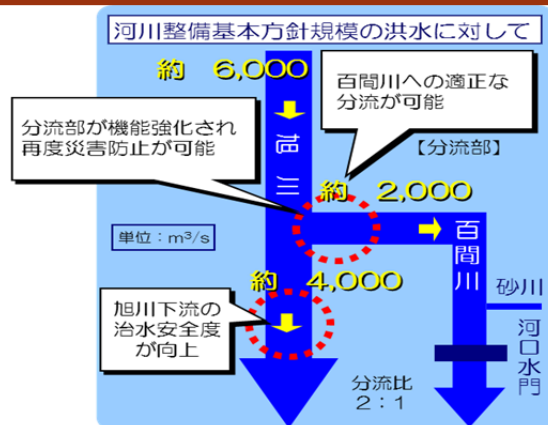 河川整備基本方針規模の洪水に対して
約 6,000
百間川への適正な
分流が可能
分流部が機能強化され
再度災害防止が可能
旭川
【分流部】
約 2,000
単位:m³/s
百間川
約 4,000
砂川
旭川下流の
治水安全度
が向上
河口水門
分流比
2:1